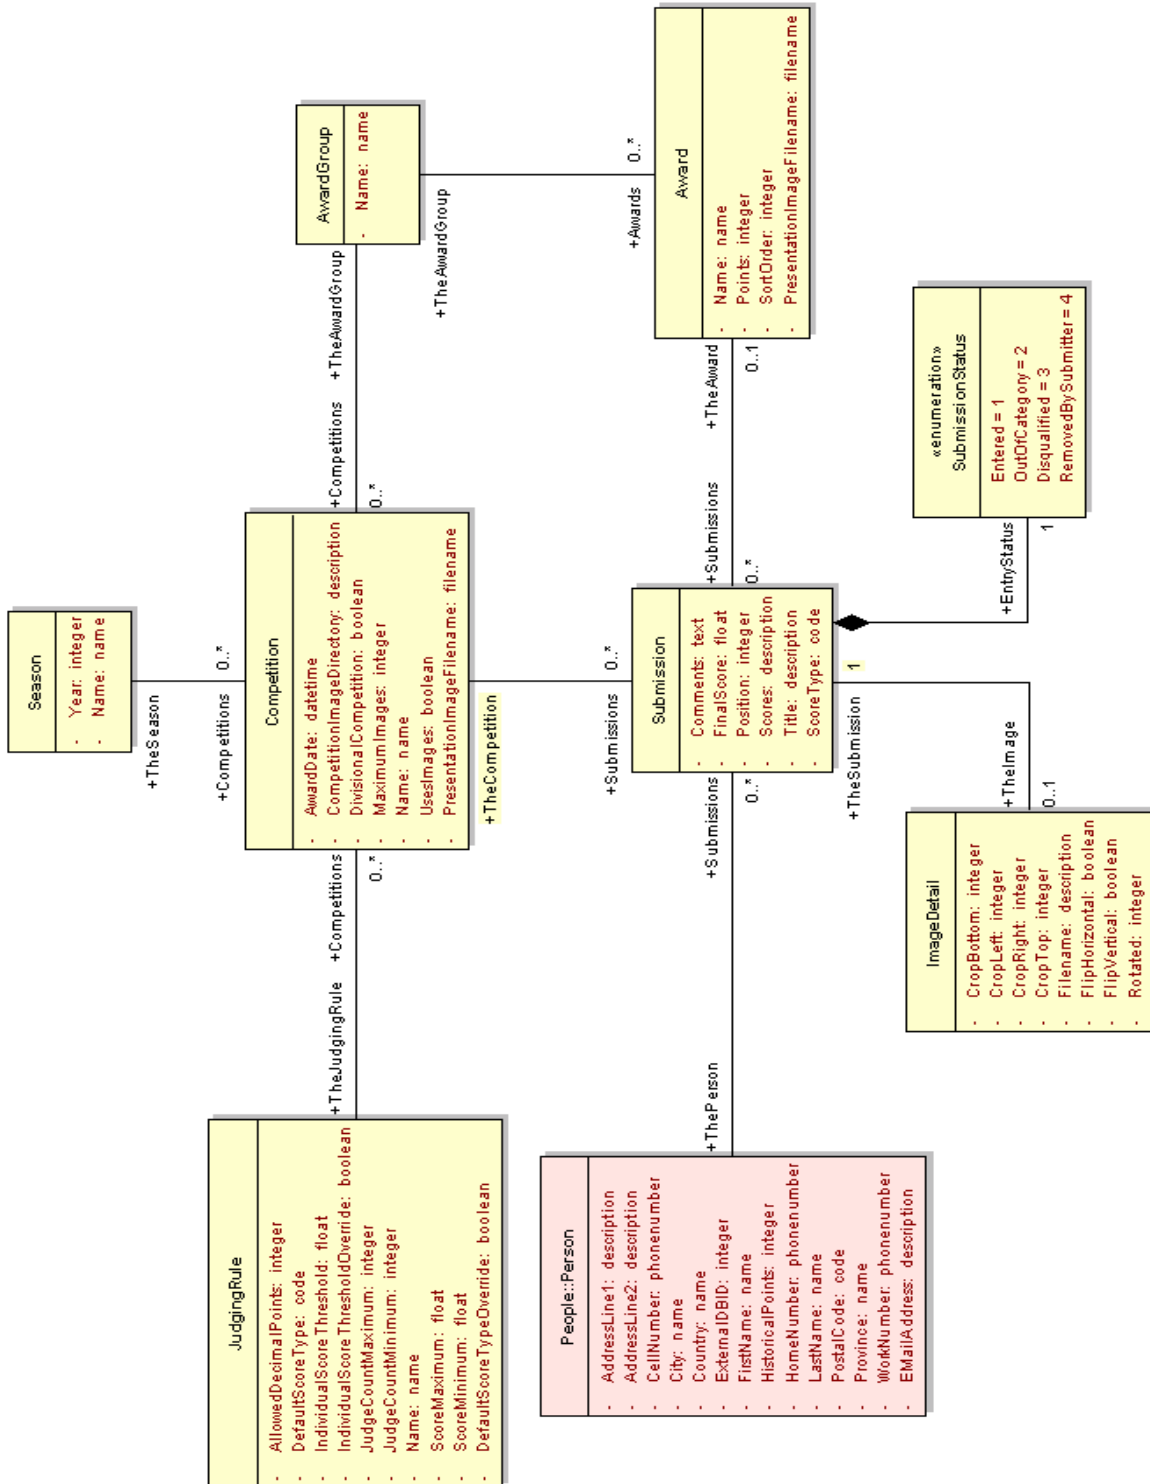 Season
- Year: integer
- Name: name
+TheSeason
+Competitions
0..*
JudgingRule
- AllowedDecimalPoints: integer
- DefaultScoreType: code
- IndividualScoreThreshold: float
- IndividualScoreThresholdOverride: boolean
- JudgeCountMaximum: integer
- JudgeCountMinimum: integer
- Name: name
- ScoreMaximum: float
- ScoreMinimum: float
- DefaultScoreTypeOverride: boolean
+TheJudgingRule
+Competitions
0..*
Competition
- AwardDate: datetime
- CompetitionImageDirectory: description
- DivisionalCompetition: boolean
- MaximumImages: integer
- Name: name
- UsesImages: boolean
- PresentationImageFilename: filename
+Competitions
0..*
+TheAwardGroup
AwardGroup
- Name: name
+TheAwardGroup
+Awards
0..*
+TheCompetition
+Submissions
0..*
People::Person
- AddressLine1: description
- AddressLine2: description
- CellNumber: phonenumber
- City: name
- Country: name
- ExternalDBID: integer
- FirstName: name
- HistoricalPoints: integer
- HomeNumber: phonenumber
- LastName: name
- PostalCode: code
- Province: name
- WorkNumber: phonenumber
- EMailAddress: description
+ThePerson
+Submissions
0..*
Submission
- Comments: text
- FinalScore: float
- Position: integer
- Scores: description
- Title: description
- ScoreType: code
+Submissions
0..*
+TheAward
0..1
Award
- Name: name
- Points: integer
- SortOrder: integer
- PresentationImageFilename: filename
+TheSubmission
1
+TheImage
0..1
ImageDetail
- CropBottom: integer
- CropLeft: integer
- CropRight: integer
- CropTop: integer
- Filename: description
- FlipHorizontal: boolean
- FlipVertical: boolean
- Rotated: integer
+EntryStatus
1
«enumeration»
SubmissionStatus
Entered = 1
OutOfCategory = 2
Disqualified = 3
RemovedBySubmitter = 4